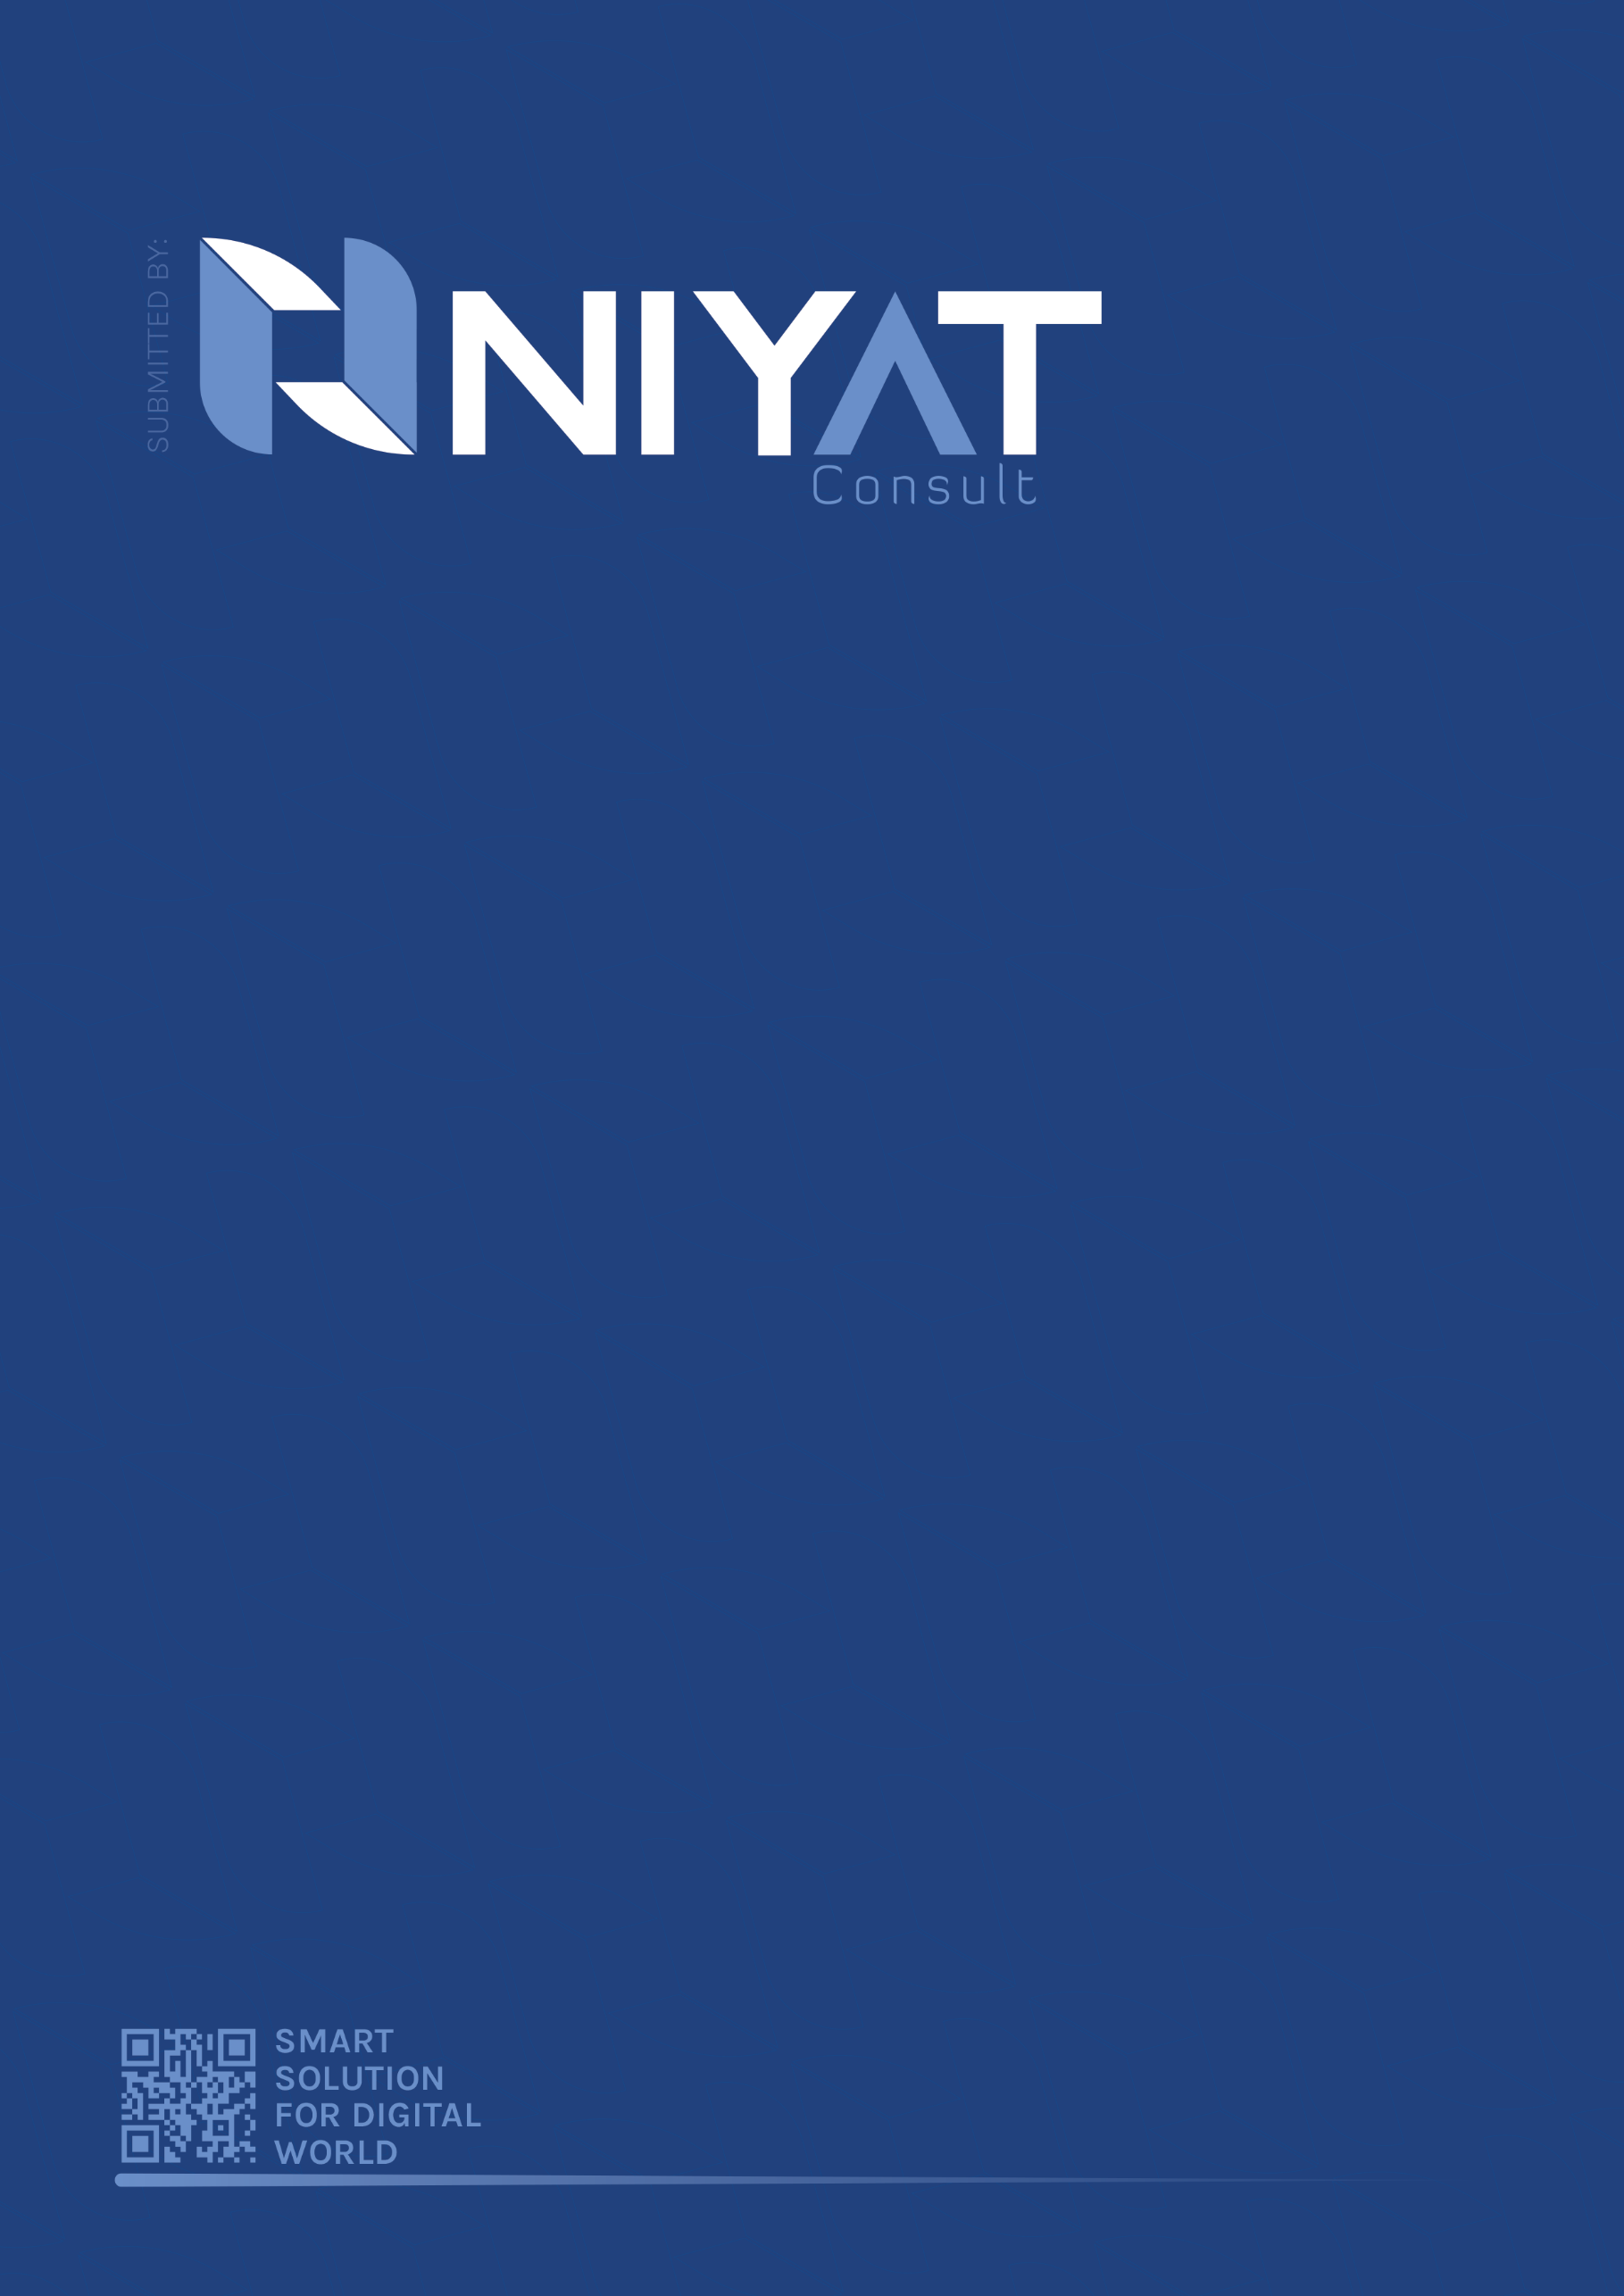 SUBMITTED BY:
NIYAT
Consult
SMART
SOLUTION
FOR DIGITAL
WORLD